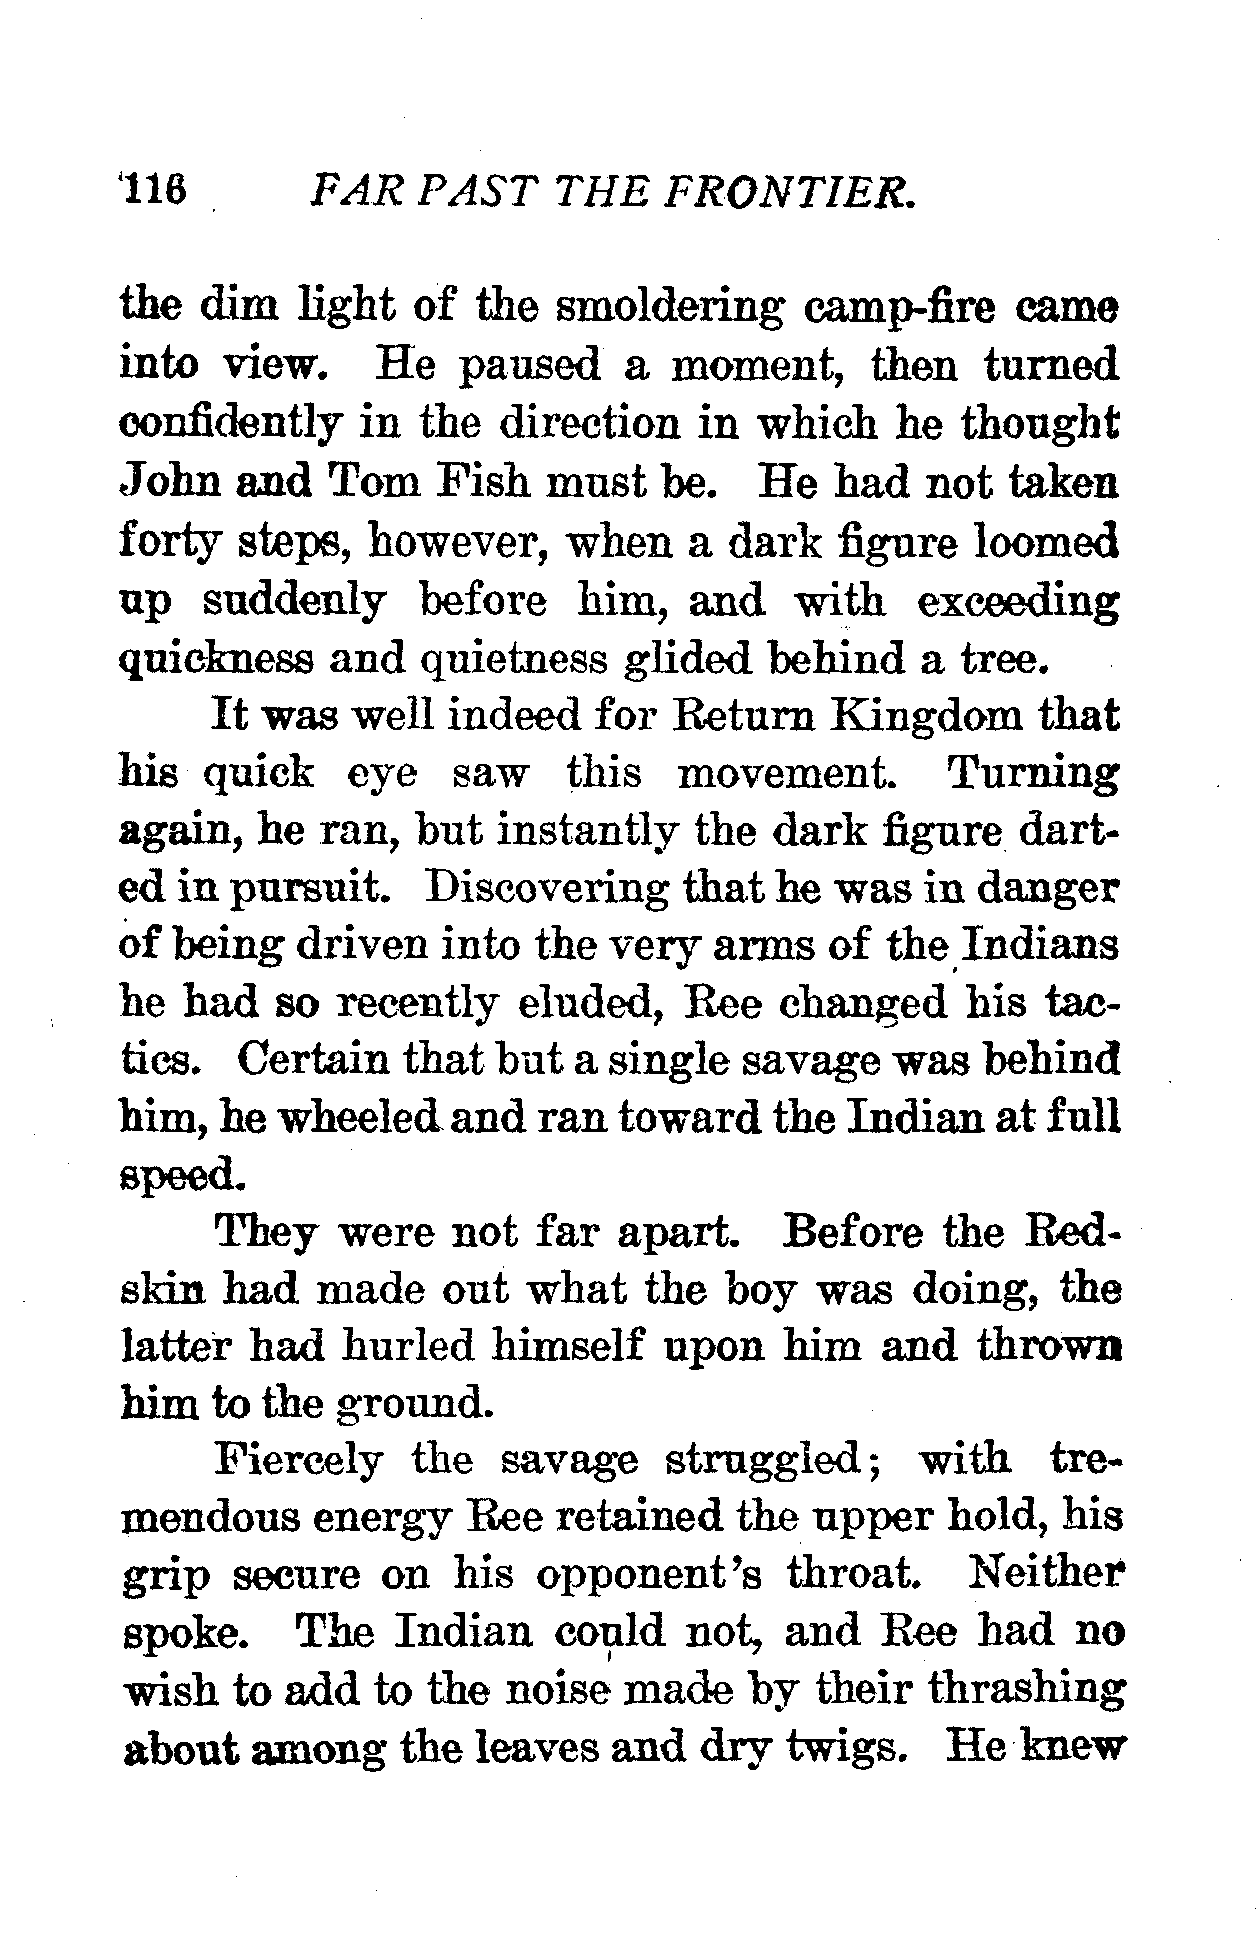 116 FAR PAST THE FRONTIER.
the dim light of the smoldering camp-fire came
into view. He paused a moment, then turned
confidently in the direction in which he thought
John and Tom Fish must be. He had not taken
forty steps, however, when a dark figure loomed
up suddenly before him, and with exceeding
quickness and quietness glided behind a tree.
It was well indeed for Return Kingdom that
his quick eye saw this movement. Turning
again, he ran, but instantly the dark figure dart-
ed in pursuit. Discovering that he was in danger
of being driven into the very arms of the Indians
he had so recently eluded, Ree changed his tac-
tics. Certain that but a single savage was behind
him, he wheeled and ran toward the Indian at full
speed.
They were not far apart. Before the Red-
skin had made out what the boy was doing, the
latter had hurled himself upon him and thrown
him to the ground.
Fiercely the savage struggled; with tre-
mendous energy Ree retained the upper hold, his
grip secure on his opponent's throat. Neither
spoke. The Indian could not, and Ree had no
wish to add to the noise made by their thrashing
about among the leaves and dry twigs. He knew